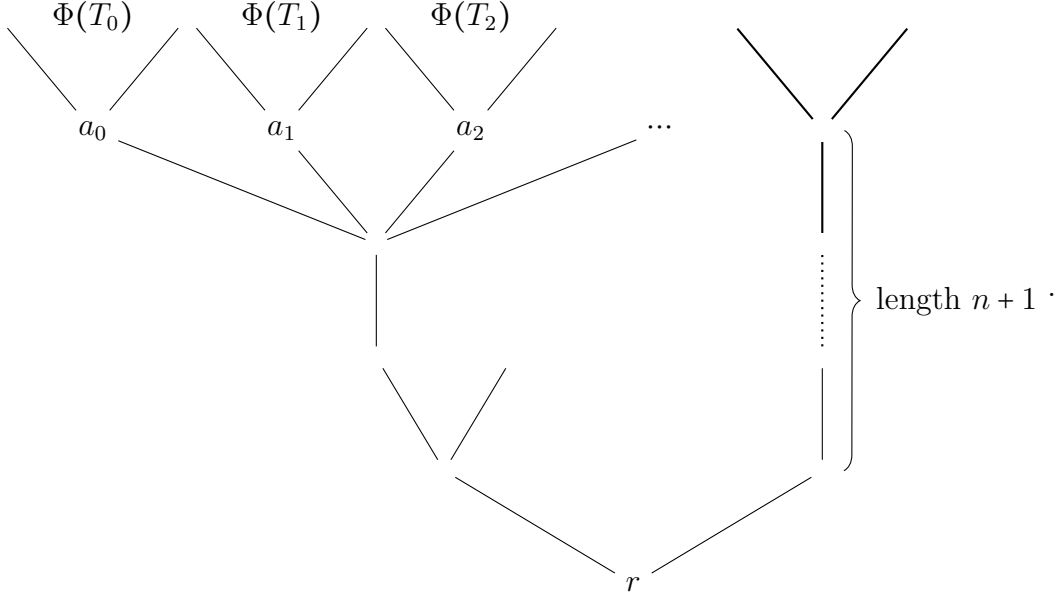 Φ(T₀) Φ(T₁) Φ(T₂)
a₀ a₁ a₂ ...
length n + 1 .
r